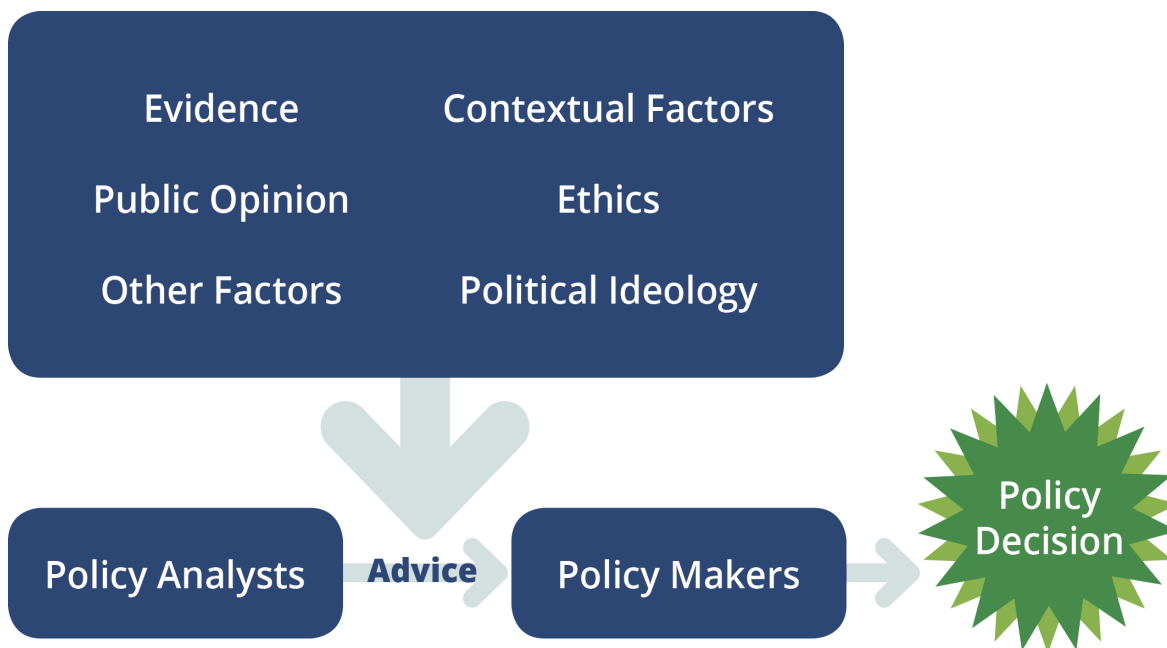 Evidence
Contextual Factors
Public Opinion
Ethics
Other Factors
Political Ideology
Policy Analysts
Advice
Policy Makers
Policy
Decision